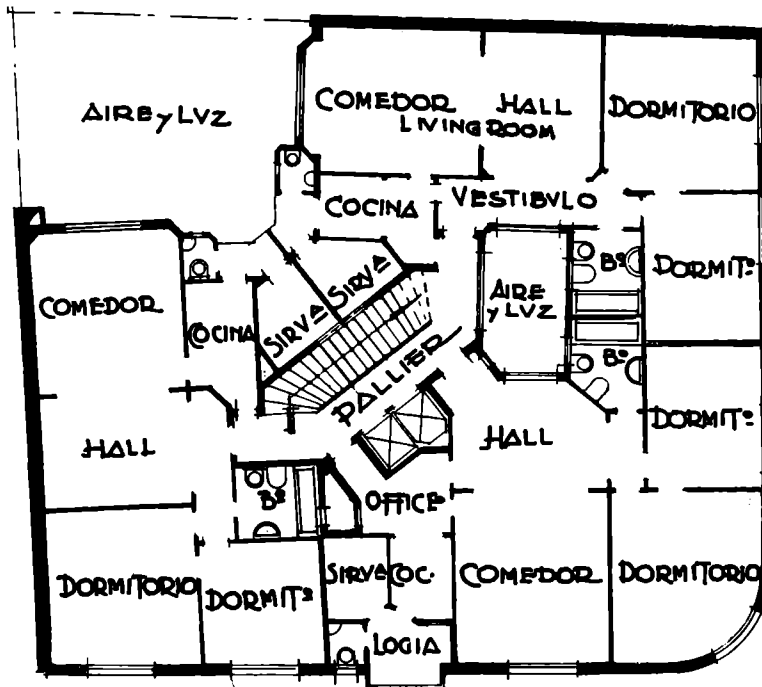 AIRE y LVZ
COMEDOR
HALL
DORMITORIO
LIVING ROOM
COCINA
VESTIBVLO
COMEDOR
COCINA
SIRVA
SIRVA
AIRE
y LVZ
Bº
DORMITº
PALLIER
Bº
DORMITº
HALL
HALL
Bº
OFFICE
DORMITORIO
DORMITº
SIRVA
COC.
COMEDOR
DORMITORIO
LOGIA